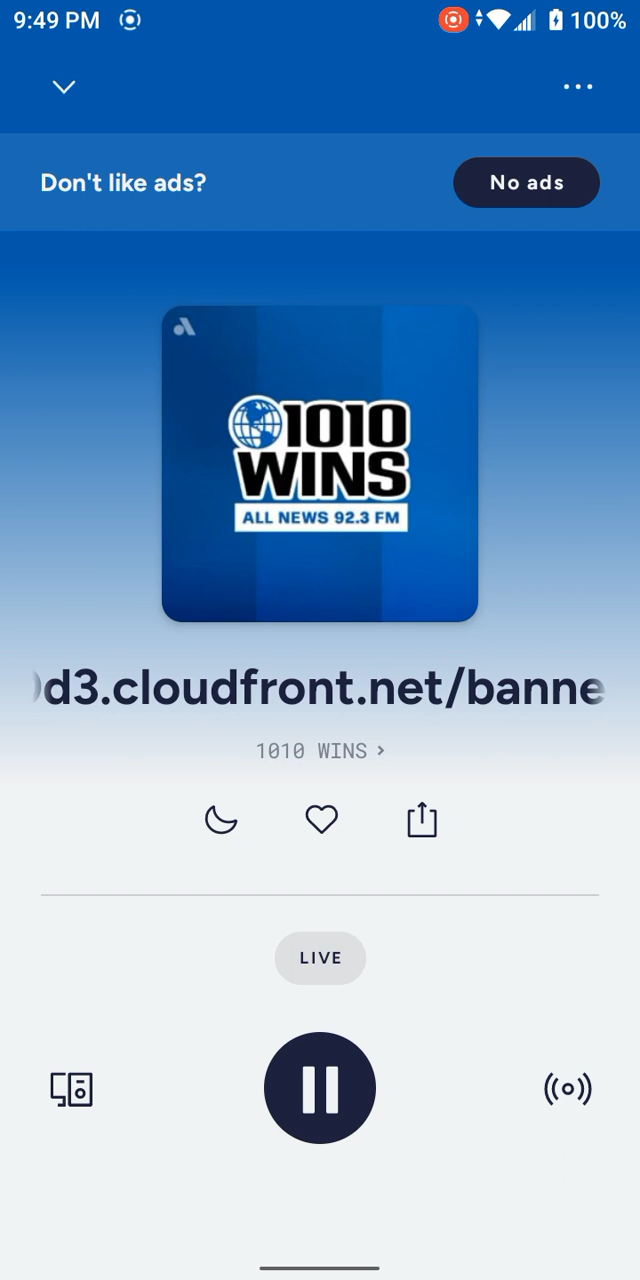 9:49 PM
100%
Don't like ads?
No ads
1010
WINS
ALL NEWS 92.3 FM
d3.cloudfront.net/banne
1010 WINS
LIVE